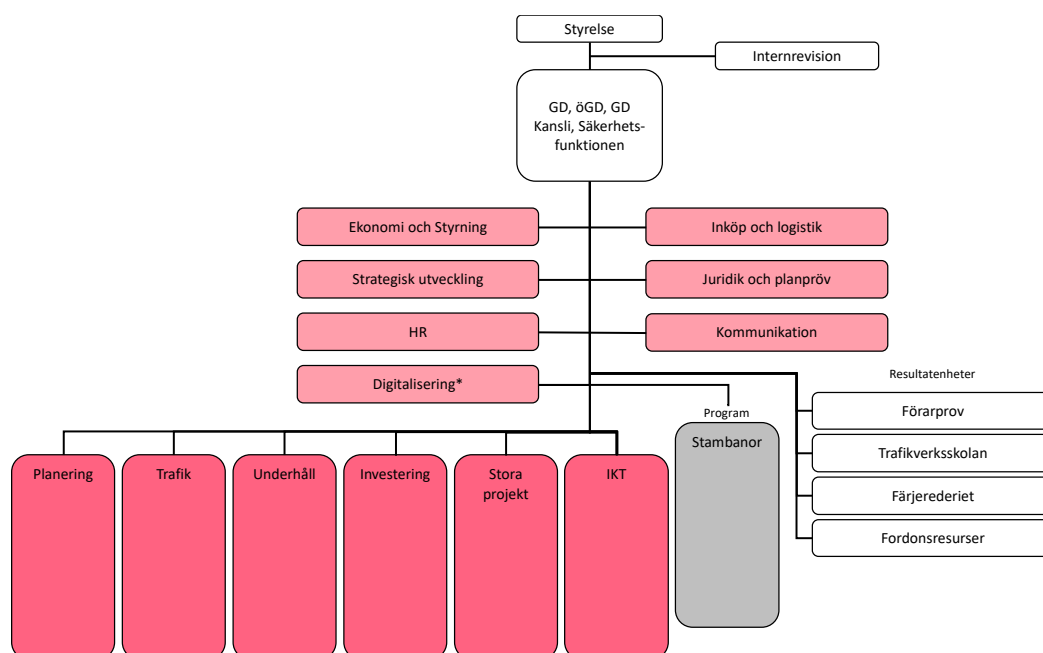 Styrelse
Internrevision
GD, öGD, GD
Kansli, Säkerhets-
funktionen
Ekonomi och Styrning
Inköp och logistik
Strategisk utveckling
Juridik och planpröv
HR
Kommunikation
Digitalisering*
Resultatenheter
Förarprov
Trafikverksskolan
Färjerederiet
Fordonsresurser
Program
Stambanor
Planering
Trafik
Underhåll
Investering
Stora
projekt
IKT